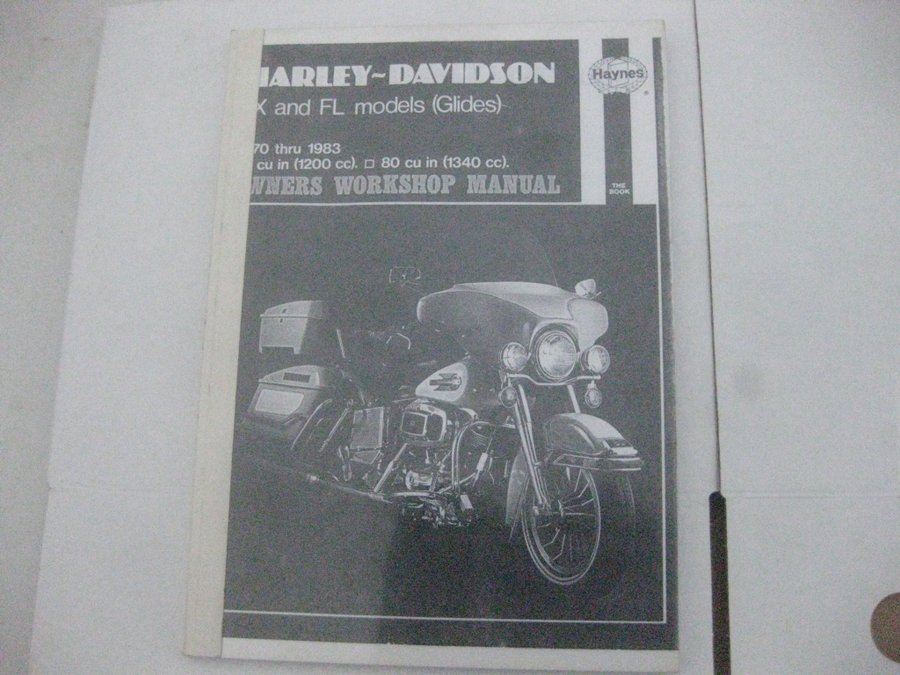 HARLEY~DAVIDSON
X and FL models (Glides)
70 thru 1983
cu in (1200 cc). □ 80 cu in (1340 cc).
WNERS WORKSHOP MANUAL
Haynes
®
THE
BOOK